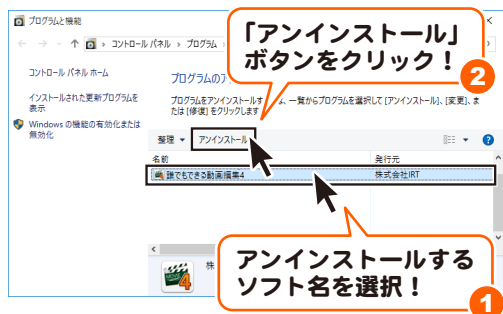 プログラムと機能
コントロール パネル › プログラム ›
「アンインストール」
ボタンをクリック！
2
コントロール パネル ホーム
インストールされた更新プログラムを
表示
Windows の機能の有効化または
無効化
プログラムのア
プログラムをアンインストールす
、一覧からプログラムを選択して [アンインストール]、[変更]、ま
たは [修復] をクリックします
整理
アンインストール
名前
発行元
誰でもできる動画編集4
株式会社IRT
株
4
アンインストールする
ソフト名を選択！
1